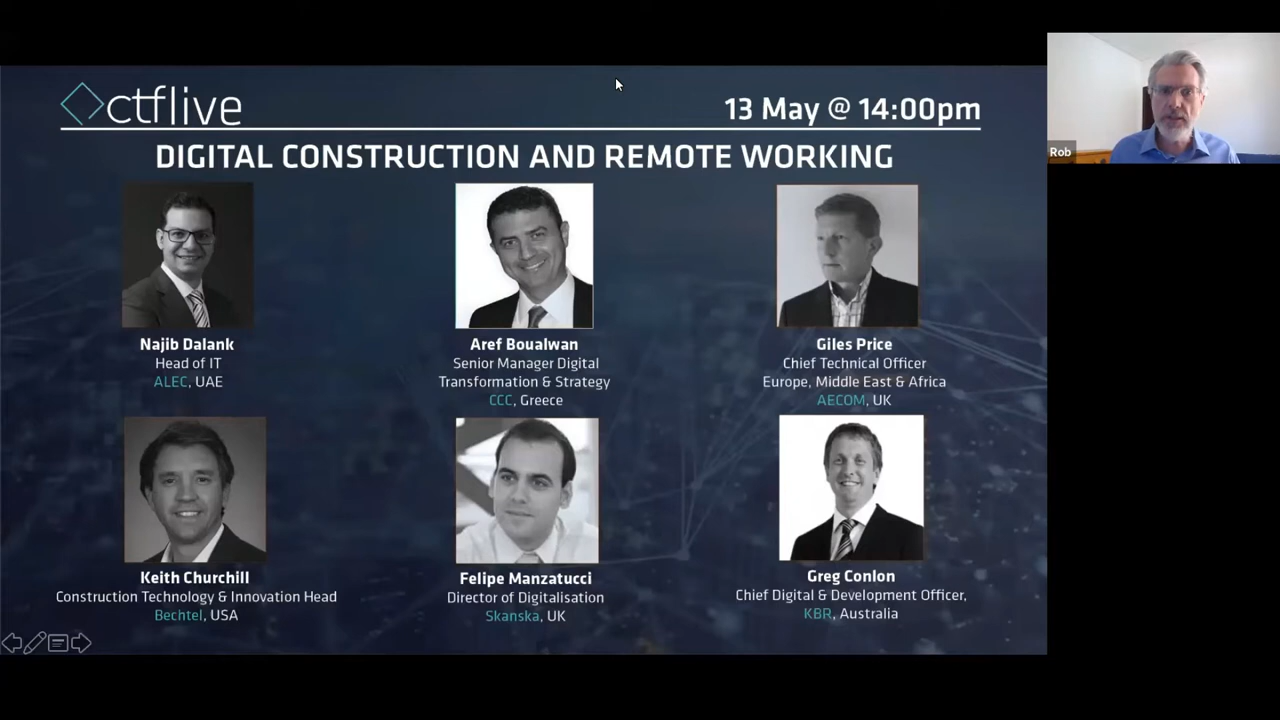 ctflive
13 May @ 14:00pm
DIGITAL CONSTRUCTION AND REMOTE WORKING
Najib Dalank
Head of IT
ALEC, UAE
Aref Boualwan
Senior Manager Digital
Transformation & Strategy
CCC, Greece
Giles Price
Chief Technical Officer
Europe, Middle East & Africa
AECOM, UK
Keith Churchill
Construction Technology & Innovation Head
Bechtel, USA
Felipe Manzatucci
Director of Digitalisation
Skanska, UK
Greg Conlon
Chief Digital & Development Officer,
KBR, Australia
Rob